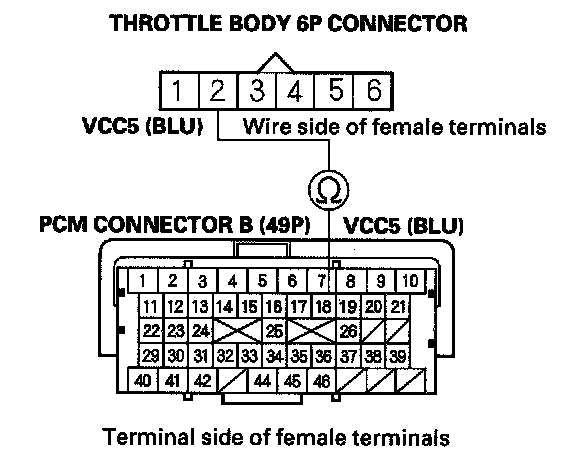 THROTTLE BODY 6P CONNECTOR
1 2 3 4 5 6
VCC5 (BLU) Wire side of female terminals
Ω
PCM CONNECTOR B (49P) VCC5 (BLU)
1 2 3 4 5 6 7 8 9 10
11 12 13 14 15 16 17 18 19 20 21
22 23 24 25 26
29 30 31 32 33 34 35 36 37 38 39
40 41 42 44 45 46
Terminal side of female terminals